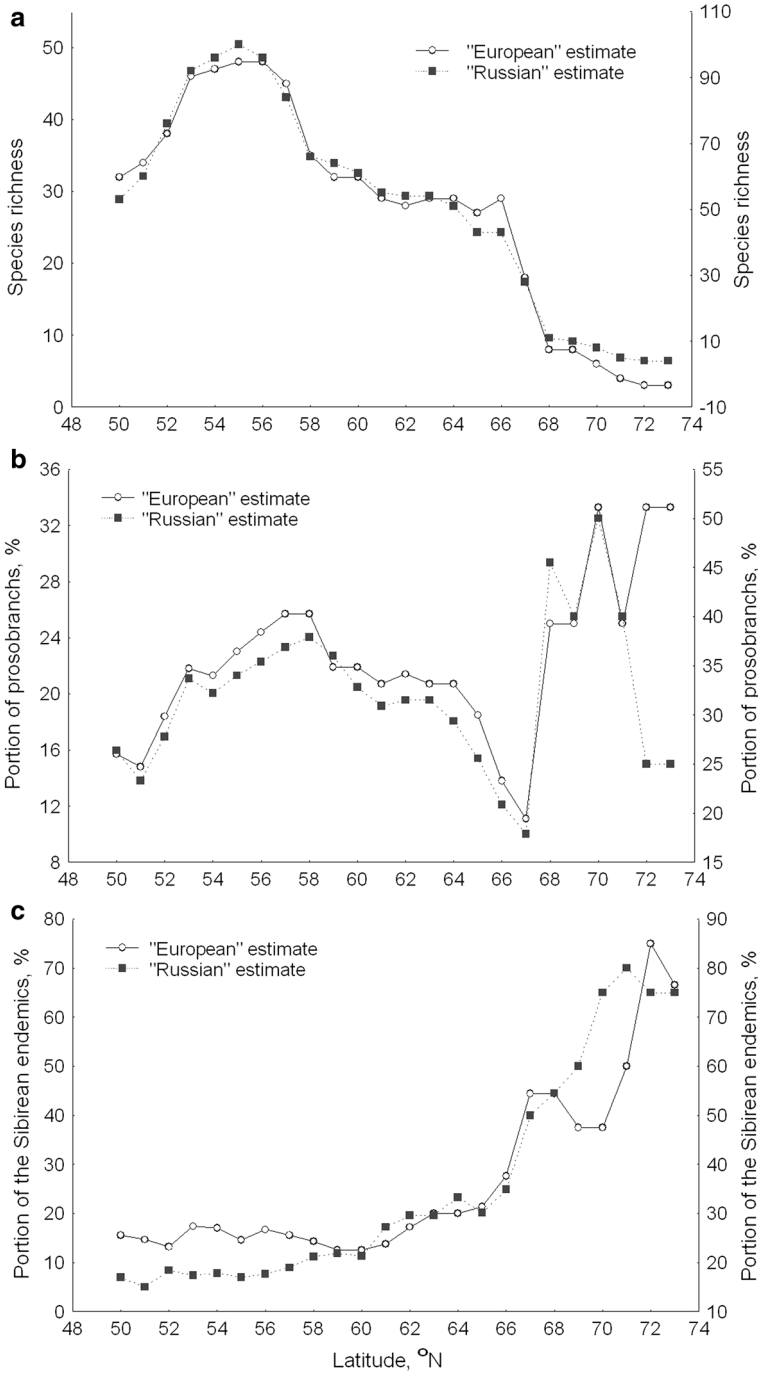 a
Species richness
50
40
30
20
10
0
"European" estimate
"Russian" estimate
110
90
70
50
30
10
-10
Species richness
48 50 52 54 56 58 60 62 64 66 68 70 72 74
b
Portion of prosobranchs, %
36
32
28
24
20
16
12
8
"European" estimate
"Russian" estimate
55
50
45
40
35
30
25
20
15
Portion of prosobranchs, %
48 50 52 54 56 58 60 62 64 66 68 70 72 74
c
Portion of the Sibirean endemics, %
80
70
60
50
40
30
20
10
0
"European" estimate
"Russian" estimate
90
80
70
60
50
40
30
20
10
Portion of the Sibirean endemics, %
48 50 52 54 56 58 60 62 64 66 68 70 72 74
Latitude, °N